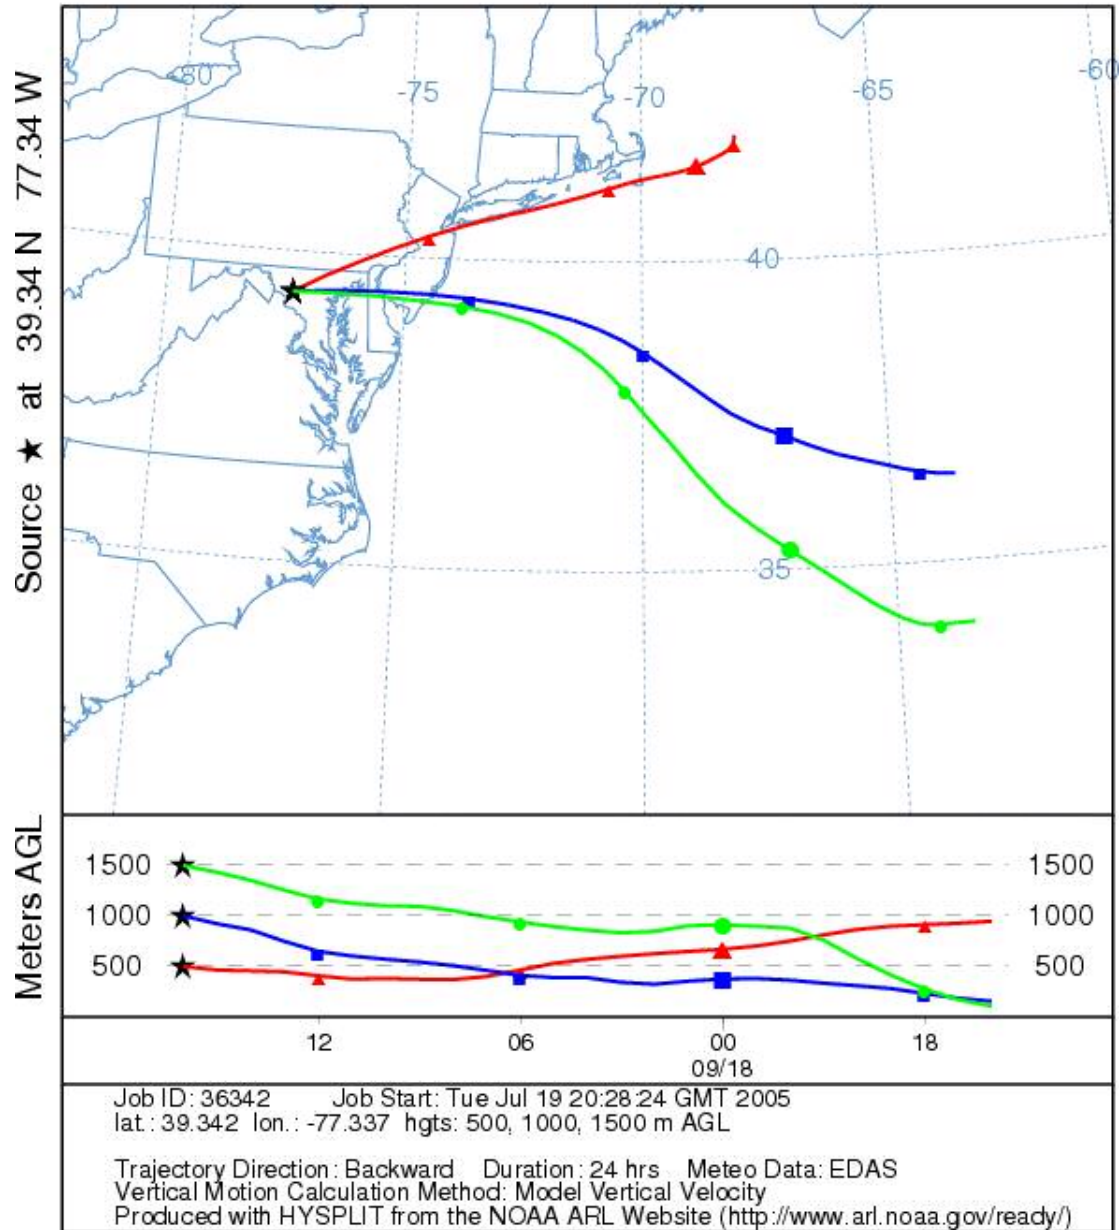 Source ★ at 39.34 N 77.34 W
-80
-75
-70
-65
-60
40
35
Meters AGL
1500 1500
1000 1000
500 500
12 06 00 18
09/18
Job ID: 36342 Job Start: Tue Jul 19 20:28:24 GMT 2005
lat.: 39.342 lon.: -77.337 hgts: 500, 1000, 1500 m AGL
Trajectory Direction: Backward Duration: 24 hrs Meteo Data: EDAS
Vertical Motion Calculation Method: Model Vertical Velocity
Produced with HYSPLIT from the NOAA ARL Website (http://www.arl.noaa.gov/ready/)